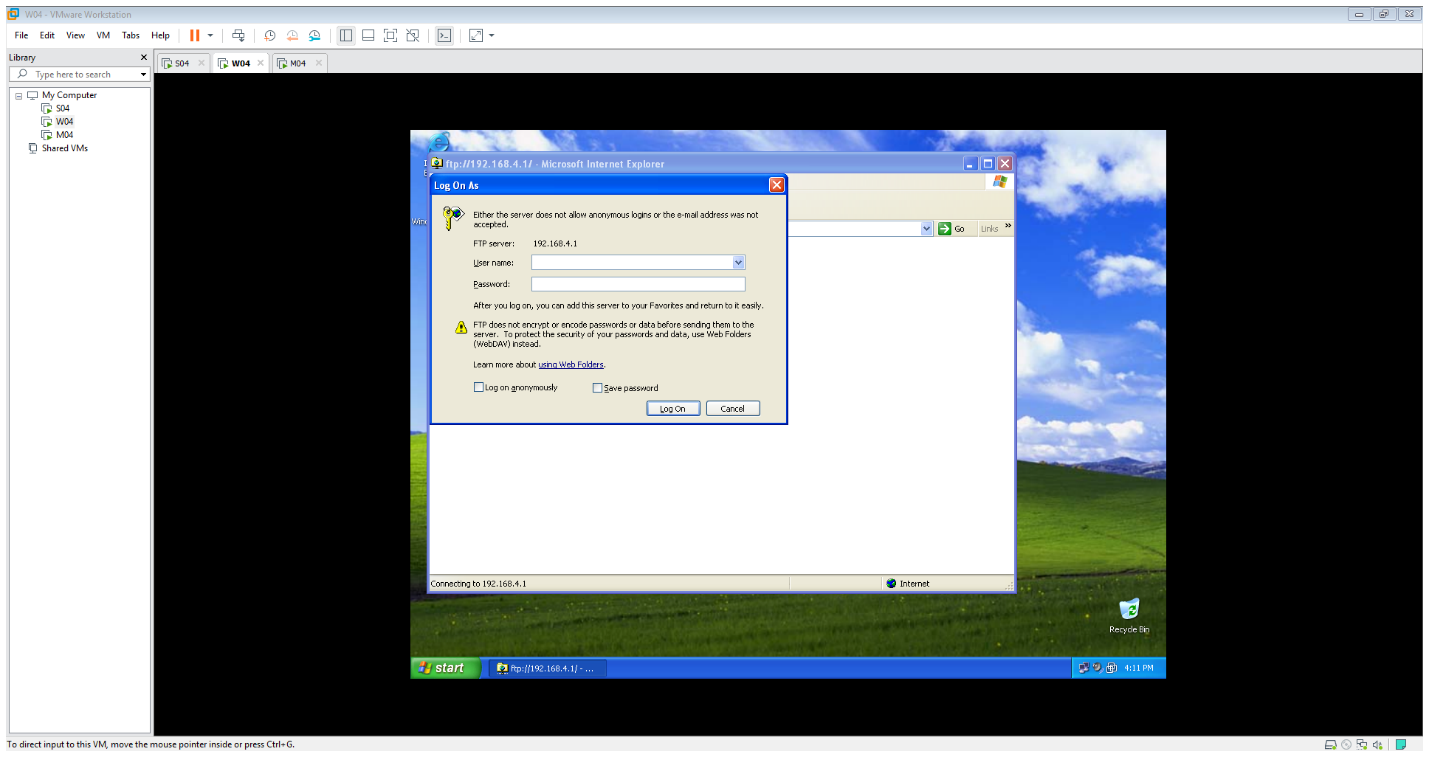 W04 - VMware Workstation
File Edit View VM Tabs Help
Library
Type here to search
My Computer
S04
W04
M04
Shared VMs
S04 W04 M04
ftp://192.168.4.1/ - Microsoft Internet Explorer
Log On As
Either the server does not allow anonymous logins or the e-mail address was not
accepted.
FTP server: 192.168.4.1
User name:
Password:
After you log on, you can add this server to your Favorites and return to it easily.
FTP does not encrypt or encode passwords or data before sending them to the
server. To protect the security of your passwords and data, use Web Folders
(WebDAV) instead.
Learn more about using Web Folders.
Log on anonymously Save password
Log On Cancel
Go Links »
Connecting to 192.168.4.1 Internet
Recycle Bin
start ftp://192.168.4.1/ - ... 4:11 PM
To direct input to this VM, move the mouse pointer inside or press Ctrl+G.